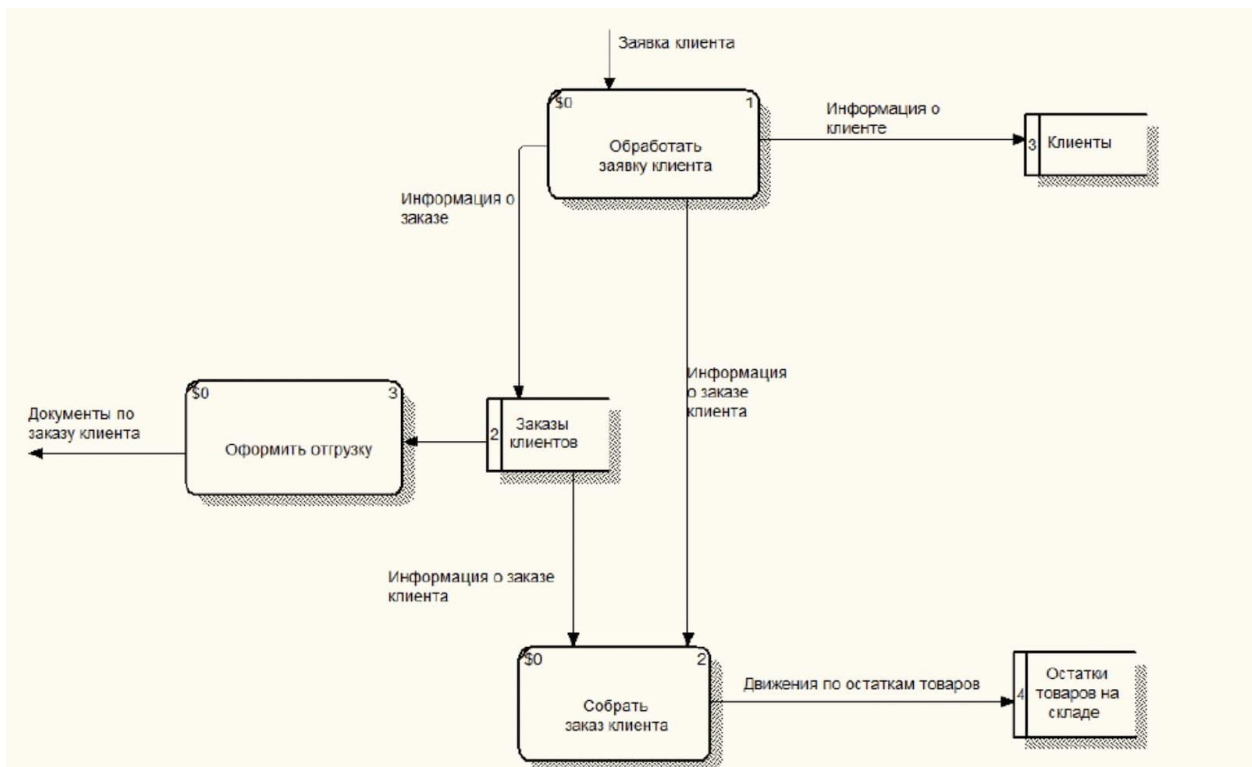 Заявка клиента
$0
1
Обработать
заявку клиента
Информация о
клиенте
3
Клиенты
Информация о
заказе
Информация
о заказе
клиента
$0
3
Оформить отгрузку
Документы по
заказу клиента
2
Заказы
клиентов
Информация о заказе
клиента
$0
2
Собрать
заказ клиента
Движения по остаткам товаров
4
Остатки
товаров на
складе